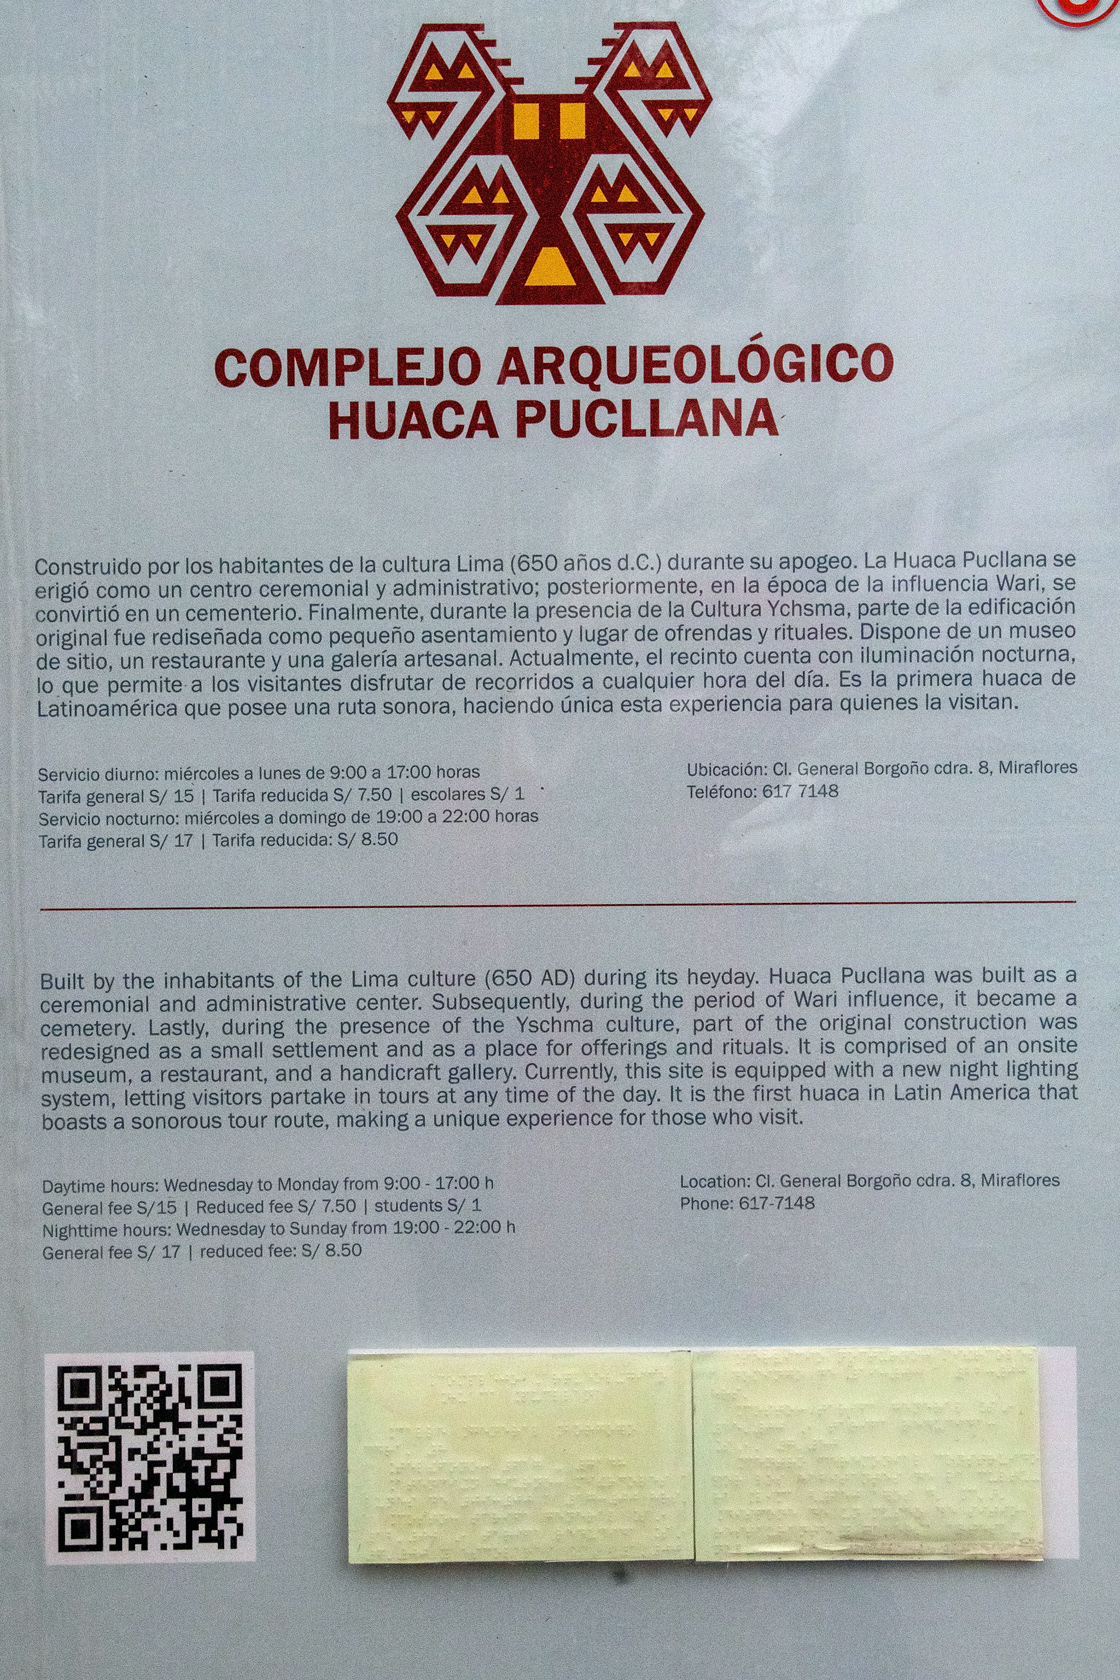 COMPLEJO ARQUEOLÓGICO
HUACA PUCLLANA
Construido por los habitantes de la cultura Lima (650 años d.C.) durante su apogeo. La Huaca Pucllana se
erigió como un centro ceremonial y administrativo; posteriormente, en la época de la influencia Wari, se
convirtió en un cementerio. Finalmente, durante la presencia de la Cultura Ychsma, parte de la edificación
original fue rediseñada como pequeño asentamiento y lugar de ofrendas y rituales. Dispone de un museo
de sitio, un restaurante y una galería artesanal. Actualmente, el recinto cuenta con iluminación nocturna,
lo que permite a los visitantes disfrutar de recorridos a cualquier hora del día. Es la primera huaca de
Latinoamérica que posee una ruta sonora, haciendo única esta experiencia para quienes la visitan.
Servicio diurno: miércoles a lunes de 9:00 a 17:00 horas
Tarifa general S/ 15 | Tarifa reducida S/ 7.50 | escolares S/ 1
Servicio nocturno: miércoles a domingo de 19:00 a 22:00 horas
Tarifa general S/ 17 | Tarifa reducida: S/ 8.50
Ubicación: Cl. General Borgoño cdra. 8, Miraflores
Teléfono: 617 7148
Built by the inhabitants of the Lima culture (650 AD) during its heyday. Huaca Pucllana was built as a
ceremonial and administrative center. Subsequently, during the period of Wari influence, it became a
cemetery. Lastly, during the presence of the Yschma culture, part of the original construction was
redesigned as a small settlement and as a place for offerings and rituals. It is comprised of an onsite
museum, a restaurant, and a handicraft gallery. Currently, this site is equipped with a new night lighting
system, letting visitors partake in tours at any time of the day. It is the first huaca in Latin America that
boasts a sonorous tour route, making a unique experience for those who visit.
Daytime hours: Wednesday to Monday from 9:00 - 17:00 h
General fee S/15 | Reduced fee S/ 7.50 | students S/ 1
Nighttime hours: Wednesday to Sunday from 19:00 - 22:00 h
General fee S/ 17 | reduced fee: S/ 8.50
Location: Cl. General Borgoño cdra. 8, Miraflores
Phone: 617-7148